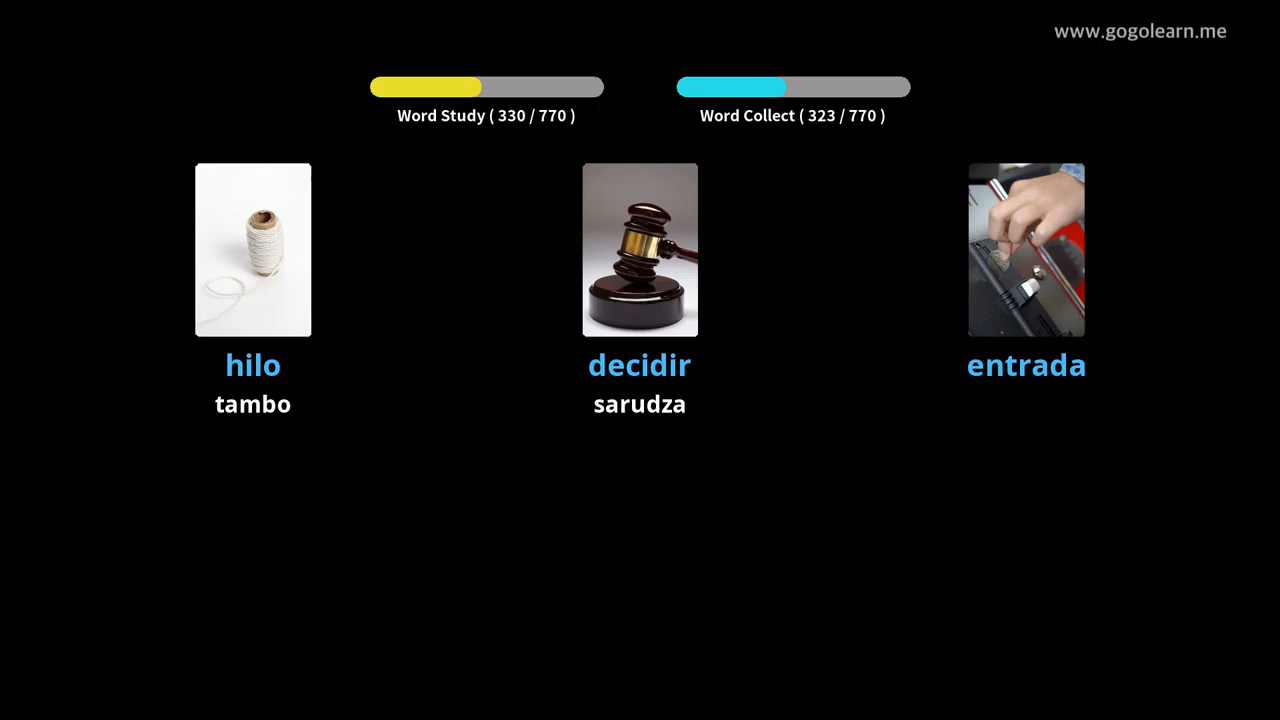 www.gogolearn.me
Word Study ( 330 / 770 )
Word Collect ( 323 / 770 )
hilo
decidir
entrada
tambo
sarudza